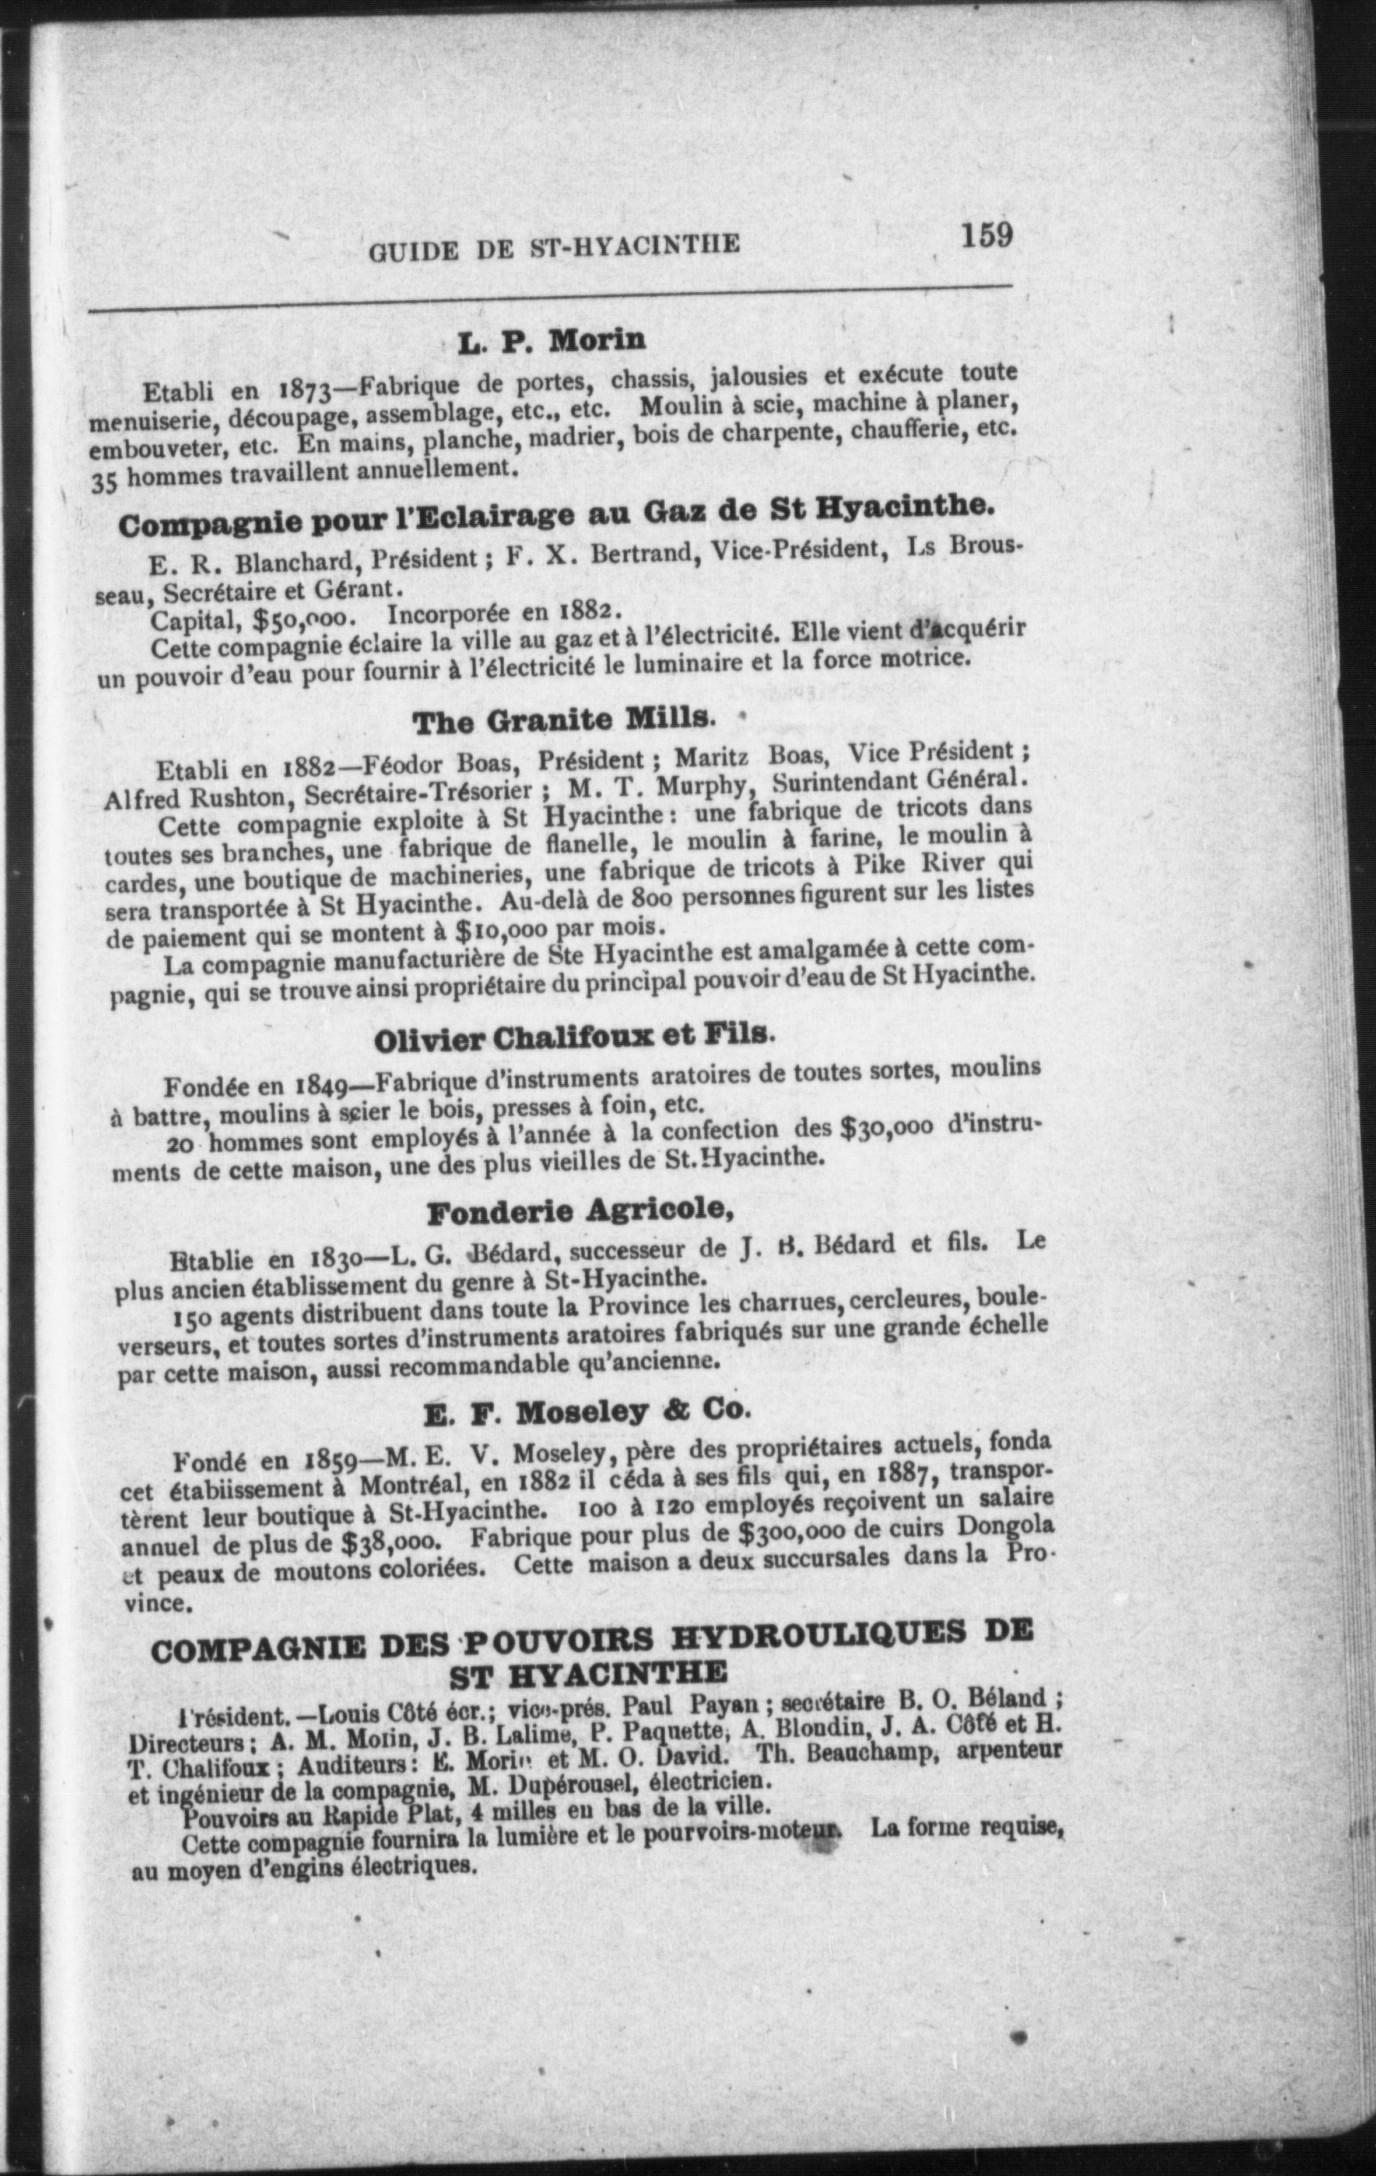 GUIDE DE ST-HYACINTHE 159
L. P. Morin
Etabli en 1873—Fabrique de portes, chassis, jalousies et exécute toute
menuiserie, découpage, assemblage, etc., etc. Moulin à scie, machine à planer,
embouveter, etc. En mains, planche, madrier, bois de charpente, chaufferie, etc.
35 hommes travaillent annuellement.
Compagnie pour l'Eclairage au Gaz de St Hyacinthe.
E. R. Blanchard, Président ; F. X. Bertrand, Vice-Président, Ls Brous-
seau, Secrétaire et Gérant.
Capital, $50,000. Incorporée en 1882.
Cette compagnie éclaire la ville au gaz et à l'électricité. Elle vient d'acquérir
un pouvoir d'eau pour fournir à l'électricité le luminaire et la force motrice.
The Granite Mills.
Etabli en 1882—Féodor Boas, Président ; Maritz Boas, Vice Président ;
Alfred Rushton, Secrétaire-Trésorier ; M. T. Murphy, Surintendant Général.
Cette compagnie exploite à St Hyacinthe : une fabrique de tricots dans
toutes ses branches, une fabrique de flanelle, le moulin à farine, le moulin à
cardes, une boutique de machineries, une fabrique de tricots à Pike River qui
sera transportée à St Hyacinthe. Au-delà de 800 personnes figurent sur les listes
de paiement qui se montent à $10,000 par mois.
La compagnie manufacturière de Ste Hyacinthe est amalgamée à cette com-
pagnie, qui se trouve ainsi propriétaire du principal pouvoir d'eau de St Hyacinthe.
Olivier Chalifoux et Fils.
Fondée en 1849—Fabrique d'instruments aratoires de toutes sortes, moulins
à battre, moulins à scier le bois, presses à foin, etc.
20 hommes sont employés à l'année à la confection des $30,000 d'instru-
ments de cette maison, une des plus vieilles de St. Hyacinthe.
Fonderie Agricole,
Etablie en 1830—L. G. Bédard, successeur de J. B. Bédard et fils. Le
plus ancien établissement du genre à St-Hyacinthe.
150 agents distribuent dans toute la Province les charrues, cercleures, boule-
verseurs, et toutes sortes d'instruments aratoires fabriqués sur une grande échelle
par cette maison, aussi recommandable qu'ancienne.
E. F. Moseley & Co.
Fondé en 1859—M. E. V. Moseley, père des propriétaires actuels, fonda
cet étabiissement à Montréal, en 1882 il céda à ses fils qui, en 1887, transpor-
tèrent leur boutique à St-Hyacinthe. 100 à 120 employés reçoivent un salaire
annuel de plus de $38,000. Fabrique pour plus de $300,000 de cuirs Dongola
et peaux de moutons coloriées. Cette maison a deux succursales dans la Pro-
vince.
COMPAGNIE DES POUVOIRS HYDROULIQUES DE
ST HYACINTHE
Président.—Louis Côté écr.; vice-prés. Paul Payan ; secrétaire B. O. Béland ;
Directeurs ; A. M. Morin, J. B. Lalime, P. Paquette, A. Blondin, J. A. Côté et H.
T. Chalifoux ; Auditeurs : E. Morin et M. O. David. Th. Beauchamp, arpenteur
et ingénieur de la compagnie, M. Dupérousel, électricien.
Pouvoirs au Rapide Plat, 4 milles en bas de la ville.
Cette compagnie fournira la lumière et le pourvoirs-moteur. La forme requise,
au moyen d'engins électriques.